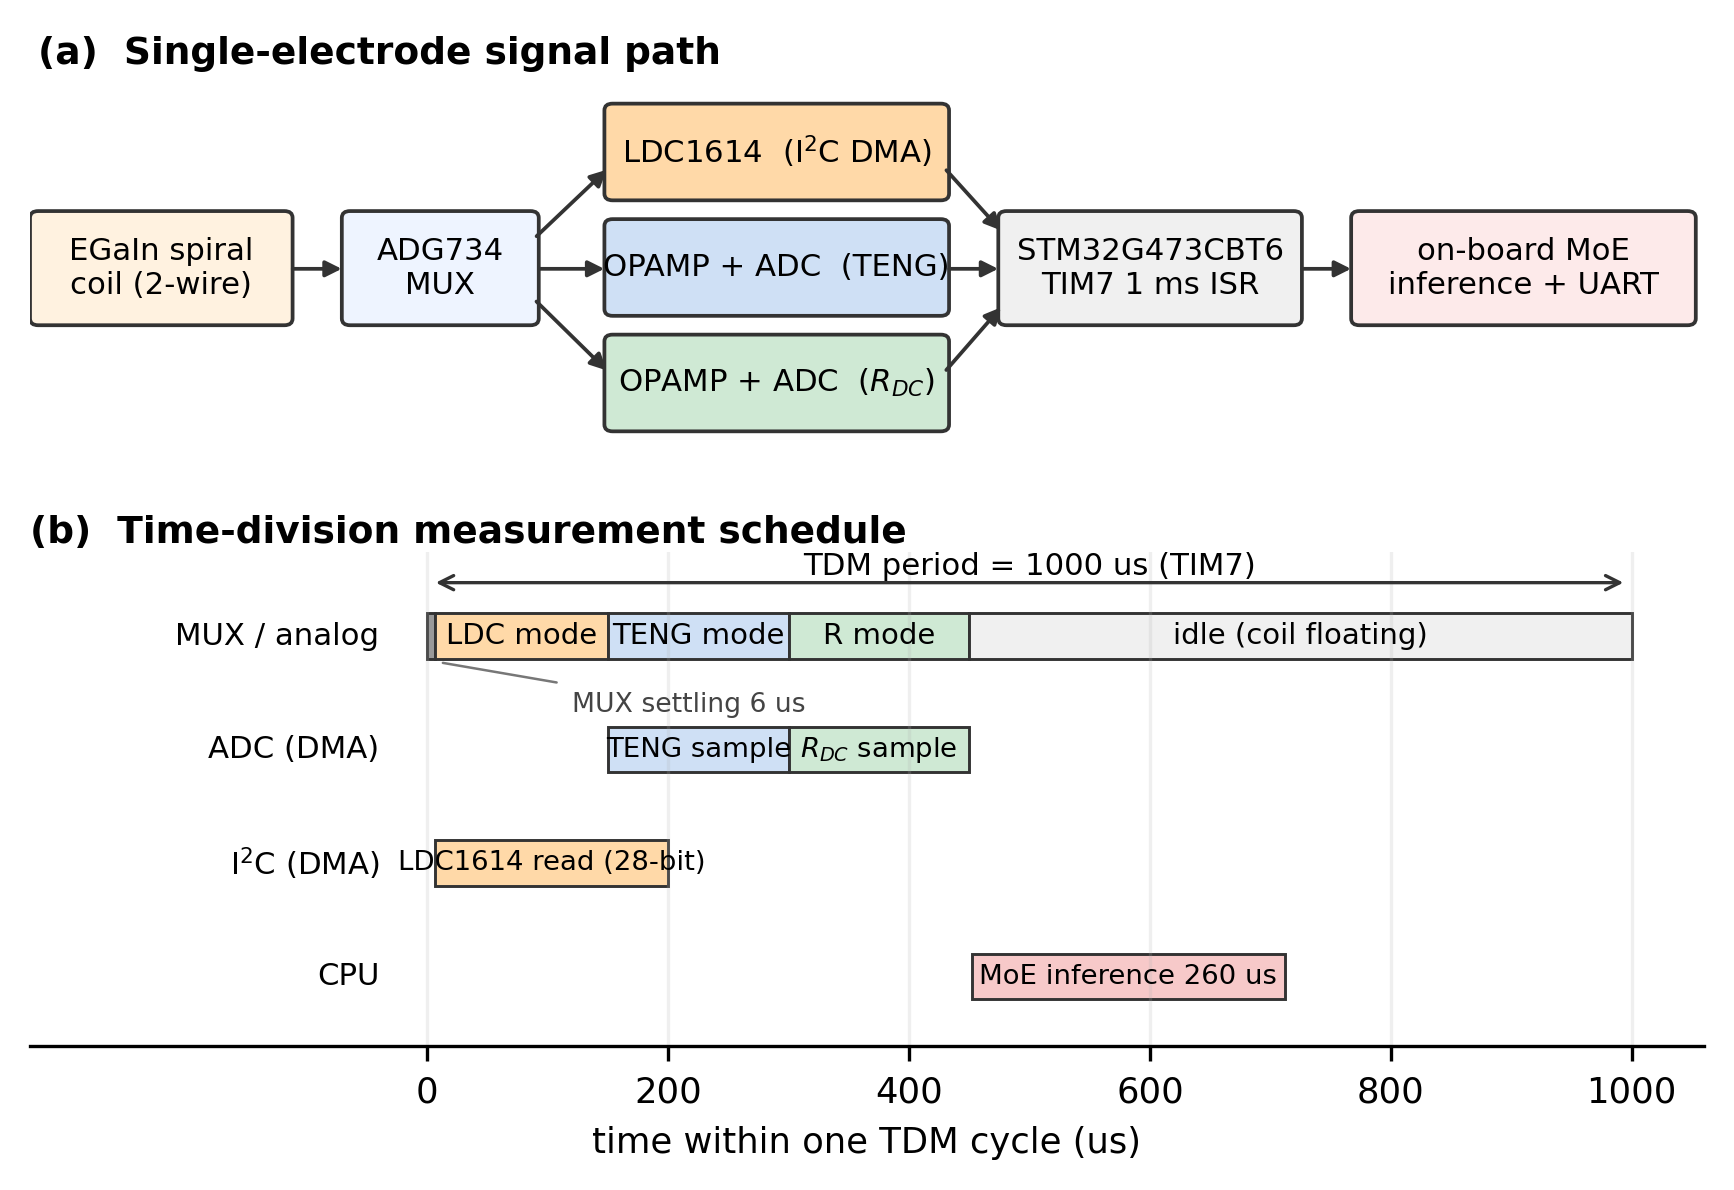 (a)  Single-electrode signal path
LDC1614  (I²C DMA)
EGaIn spiral
coil (2-wire)
ADG734
MUX
OPAMP + ADC  (TENG)
STM32G473CBT6
TIM7 1 ms ISR
on-board MoE
inference + UART
OPAMP + ADC  (R_DC)
(b)  Time-division measurement schedule
TDM period = 1000 us (TIM7)
MUX / analog
LDC mode
TENG mode
R mode
idle (coil floating)
MUX settling 6 us
ADC (DMA)
TENG sample
R_DC sample
I²C (DMA)
LDC1614 read (28-bit)
CPU
MoE inference 260 us
0
200
400
600
800
1000
time within one TDM cycle (us)